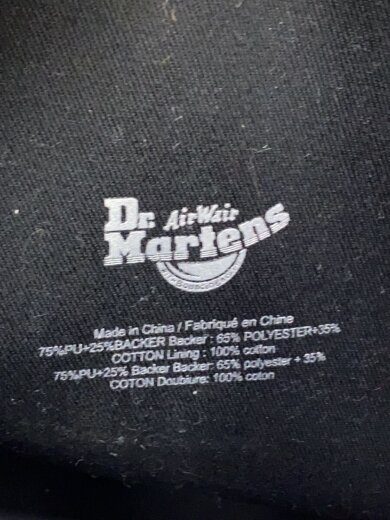 Dr. AirWair
Martens
Made in China / Fabriqué en Chine
75%PU+25%BACKER Backer : 65% POLYESTER+35%
COTTON Lining : 100% cotton
75%PU+25% Backer Backer: 65% polyester + 35%
COTON Doublure: 100% coton